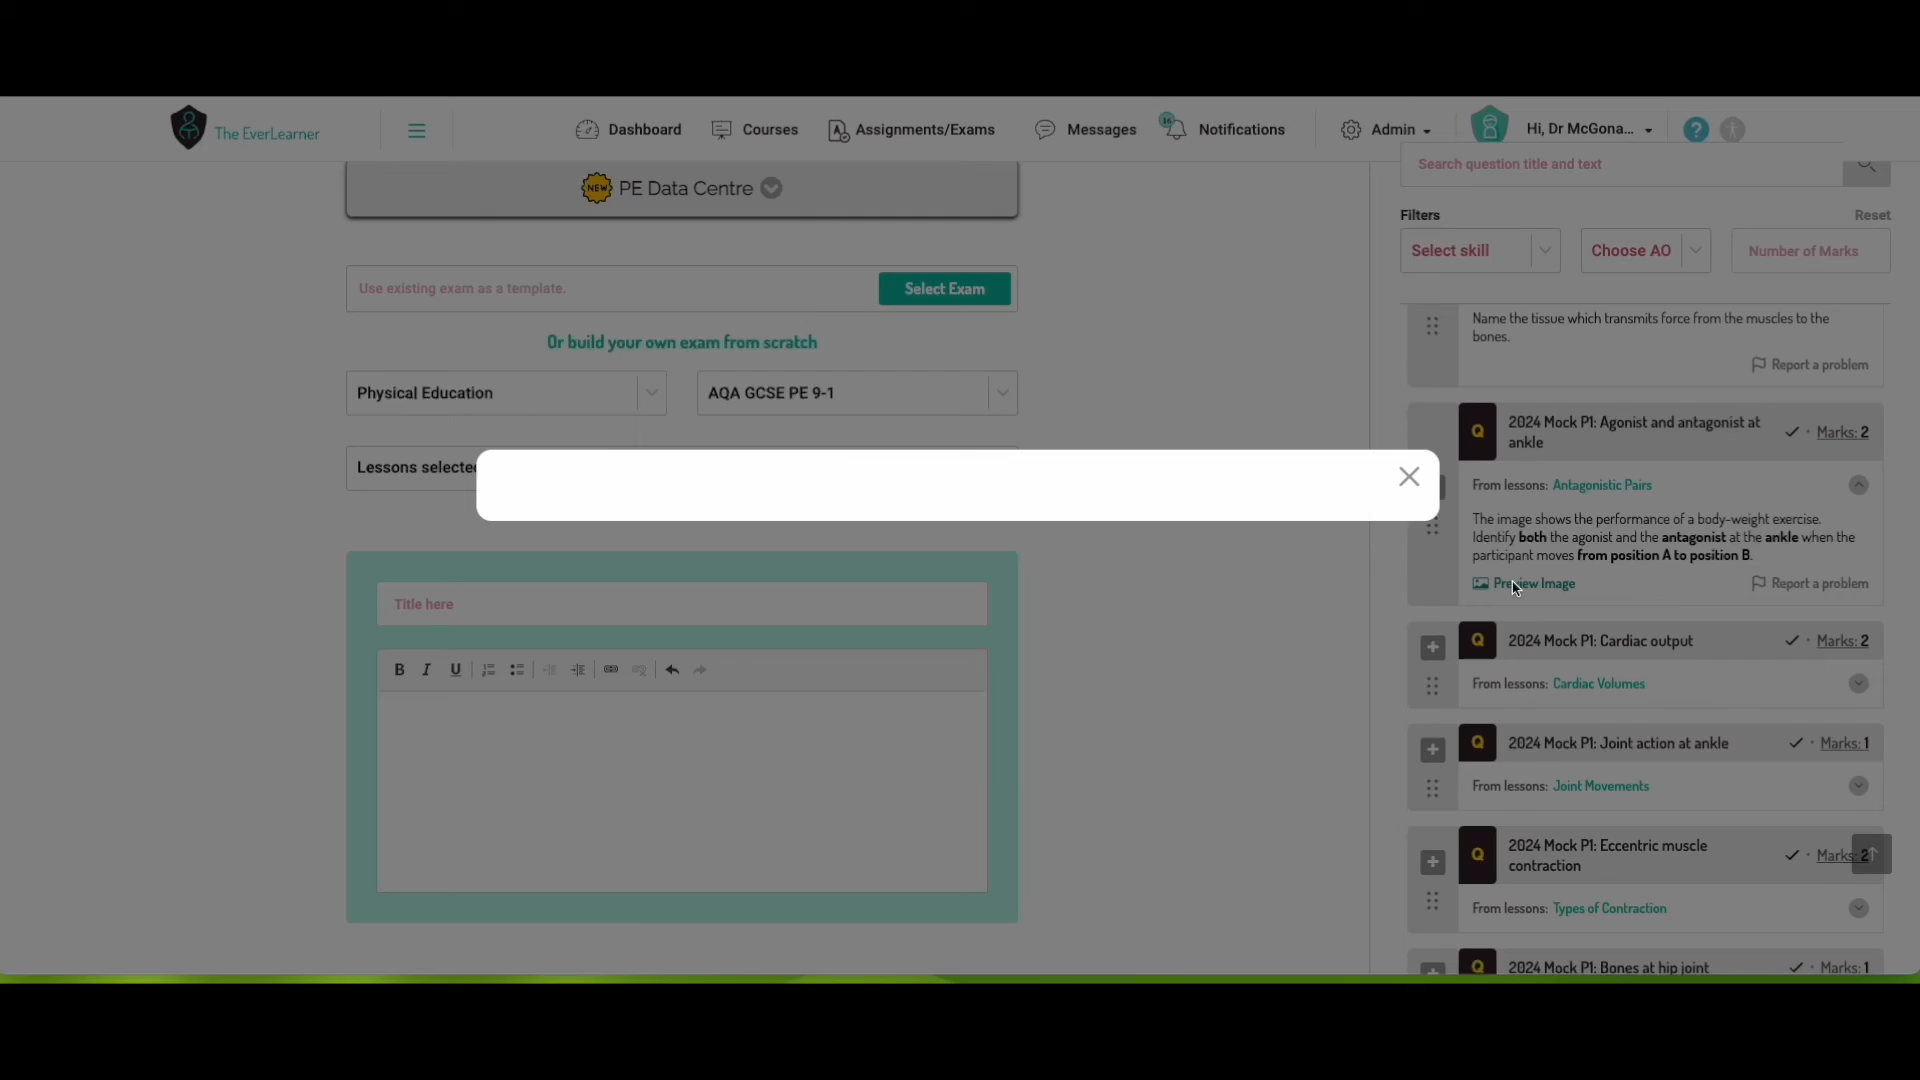 The EverLearner
Dashboard
Courses
Assignments/Exams
16
Messages
Notifications
Admin
Hi, Dr McGona...
?
NEW PE Data Centre
Use existing exam as a template.
Select Exam
Or build your own exam from scratch
Physical Education
AQA GCSE PE 9-1
Lessons selected
Title here
B I U
Search question title and text
Filters
Reset
Select skill
Choose AO
Number of Marks
Name the tissue which transmits force from the muscles to the
bones.
Report a problem
Q
2024 Mock P1: Agonist and antagonist at
ankle
Marks: 2
From lessons: Antagonistic Pairs
The image shows the performance of a body-weight exercise.
Identify both the agonist and the antagonist at the ankle when the
participant moves from position A to position B.
Preview Image
Report a problem
Q
2024 Mock P1: Cardiac output
Marks: 2
From lessons: Cardiac Volumes
Q
2024 Mock P1: Joint action at ankle
Marks: 1
From lessons: Joint Movements
Q
2024 Mock P1: Eccentric muscle
contraction
Marks: 2
From lessons: Types of Contraction
Q
2024 Mock P1: Bones at hip joint
Marks: 1